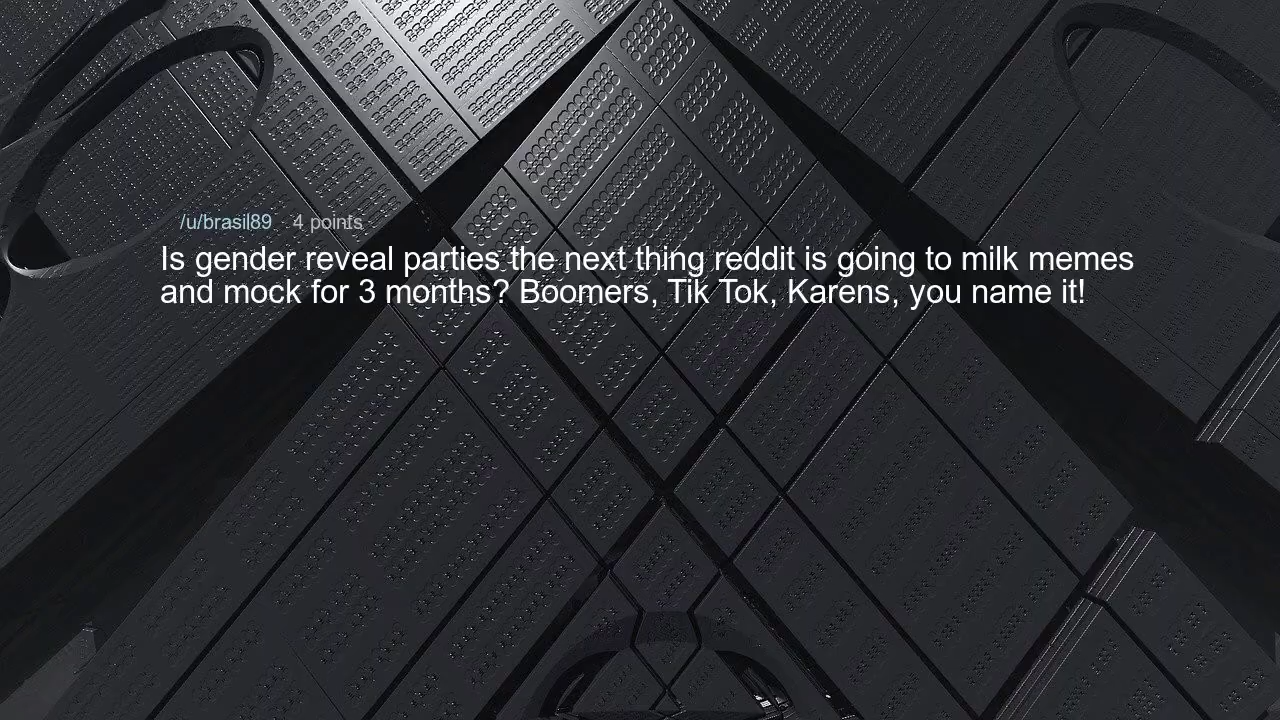 /u/brasil89 - 4 points
Is gender reveal parties the next thing reddit is going to milk memes
and mock for 3 months? Boomers, Tik Tok, Karens, you name it!